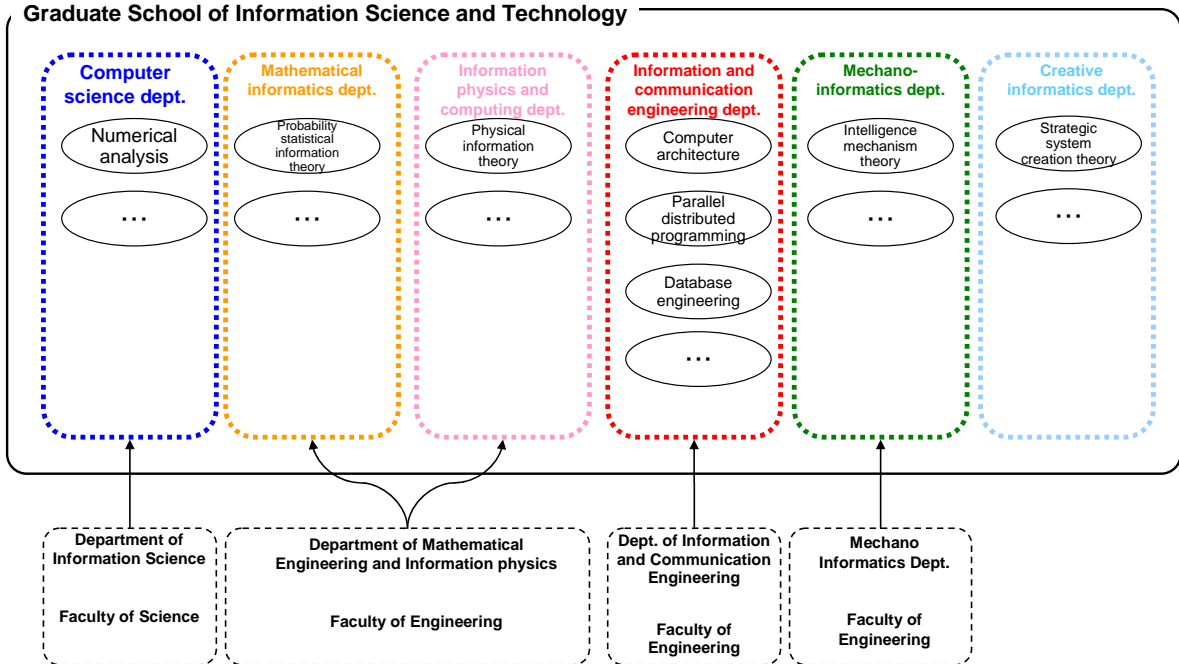 Graduate School of Information Science and Technology
Computer
science dept.
Numerical
analysis
...
Mathematical
informatics dept.
Probability
statistical
information
theory
...
Information
physics and
computing dept.
Physical
information
theory
...
Information and
communication
engineering dept.
Computer
architecture
Parallel
distributed
programming
Database
engineering
...
Mechano-
informatics dept.
Intelligence
mechanism
theory
...
Creative
informatics dept.
Strategic
system
creation theory
...
Department of
Information Science
Faculty of Science
Department of Mathematical
Engineering and Information physics
Faculty of Engineering
Dept. of Information
and Communication
Engineering
Faculty of
Engineering
Mechano
Informatics Dept.
Faculty of
Engineering